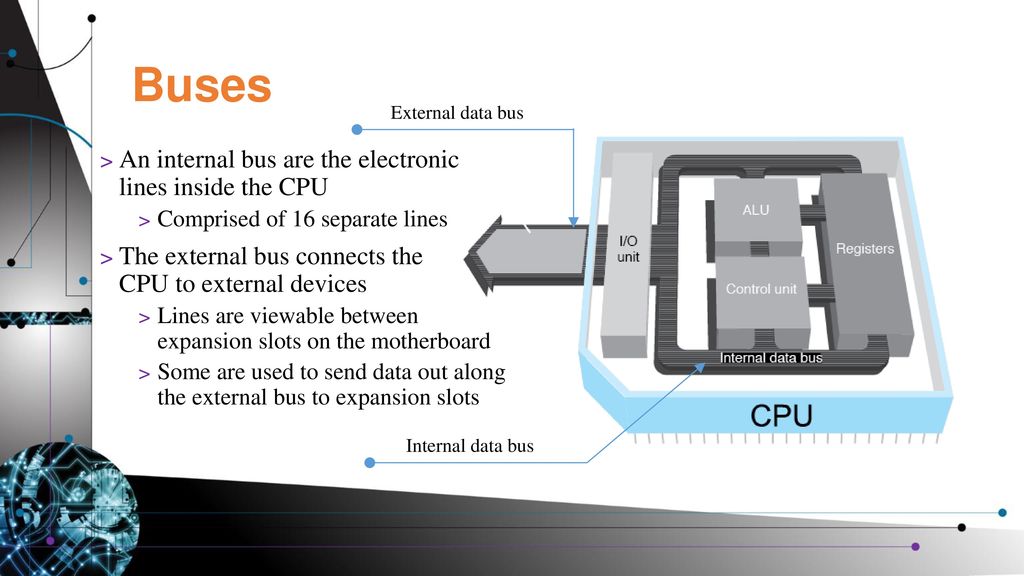 Buses
External data bus
> An internal bus are the electronic
lines inside the CPU
> Comprised of 16 separate lines
> The external bus connects the
CPU to external devices
> Lines are viewable between
expansion slots on the motherboard
> Some are used to send data out along
the external bus to expansion slots
ALU
I/O
unit
Registers
Control unit
Internal data bus
CPU
Internal data bus